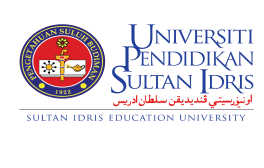 PENGETAHUAN SULUH BUDIMAN
1922
UNIVERSITI
PENDIDIKAN
SULTAN IDRIS
اونيۏرسيتي ڤنديديقن سلطان ادريس
SULTAN IDRIS EDUCATION UNIVERSITY